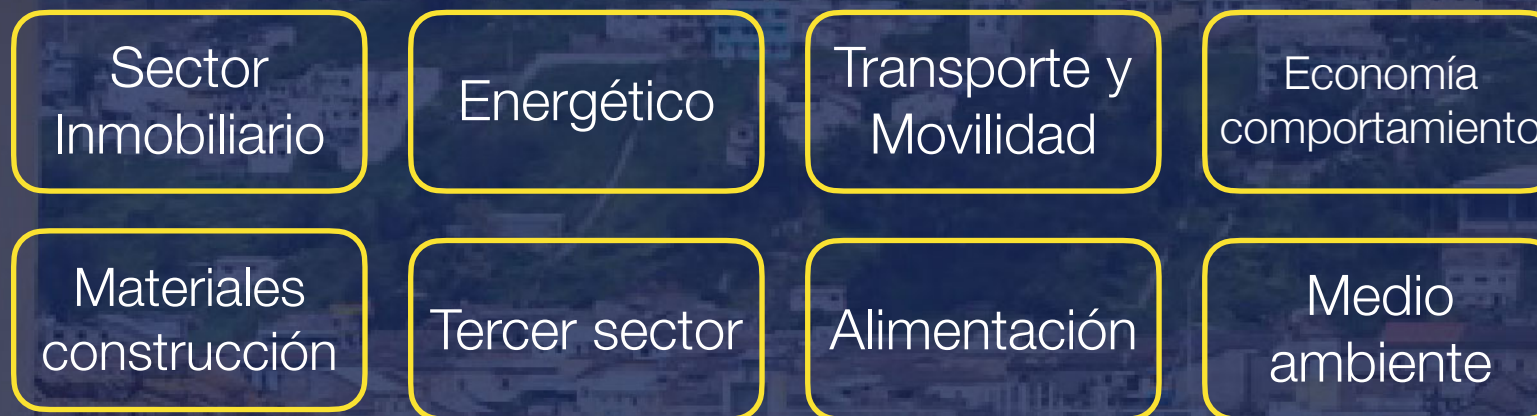 Sector
Inmobiliario
Energético
Transporte y
Movilidad
Economía
comportamiento
Materiales
construcción
Tercer sector
Alimentación
Medio
ambiente